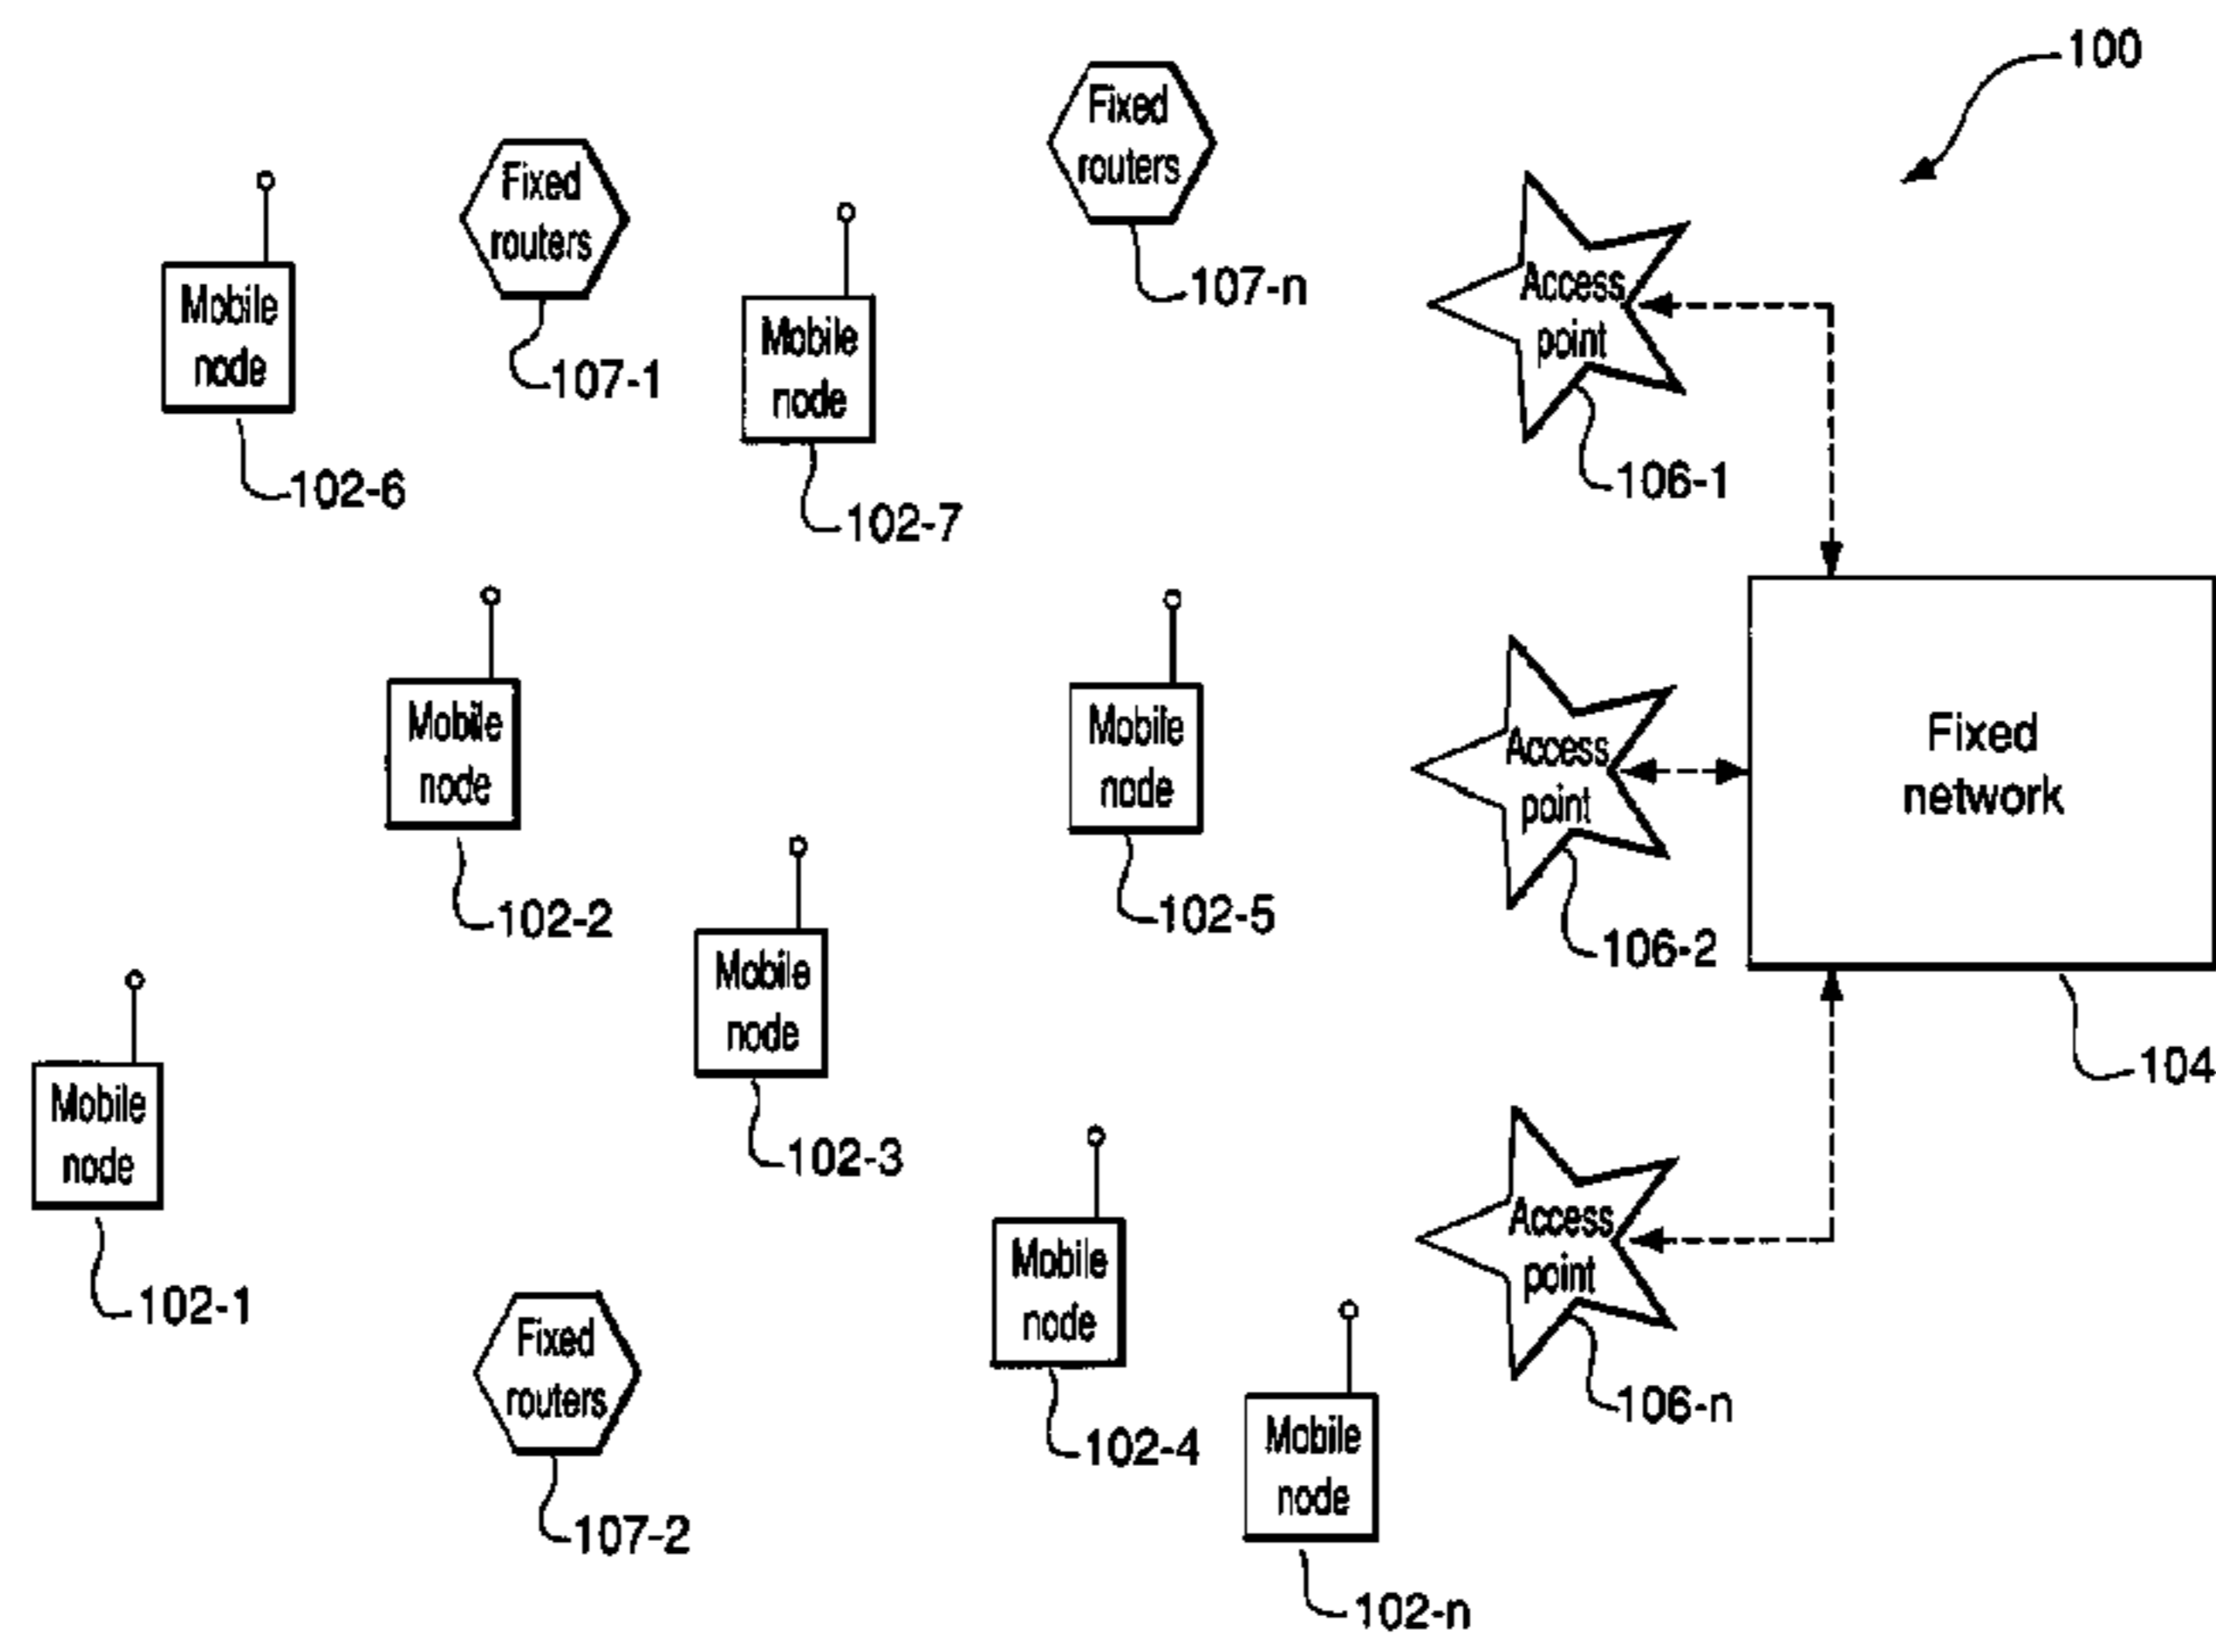 100
Fixed
routers
107-n
Fixed
routers
107-1
Mobile
node
102-6
Mobile
node
102-7
Access
point
106-1
Mobile
node
102-2
Mobile
node
102-5
Access
point
106-2
Fixed
network
104
Mobile
node
102-3
Mobile
node
102-1
Mobile
node
102-4
Access
point
106-n
Fixed
routers
107-2
Mobile
node
102-n